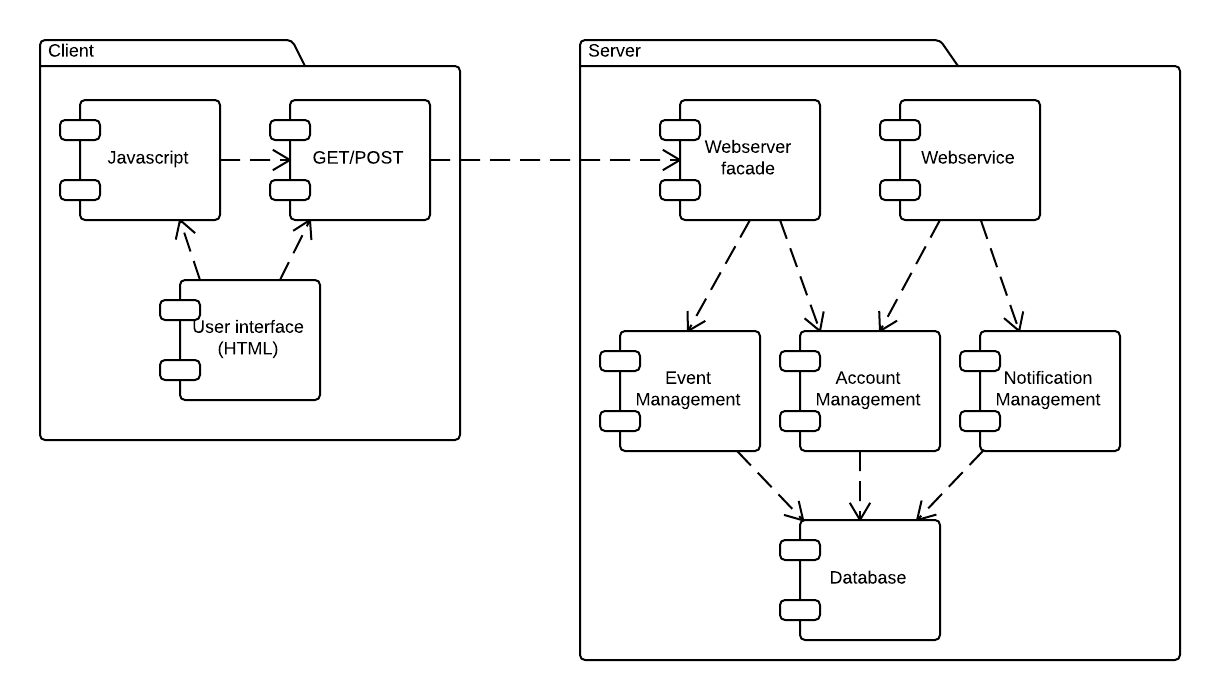 Client
Javascript
GET/POST
User interface
(HTML)
Server
Webserver
facade
Webservice
Event
Management
Account
Management
Notification
Management
Database